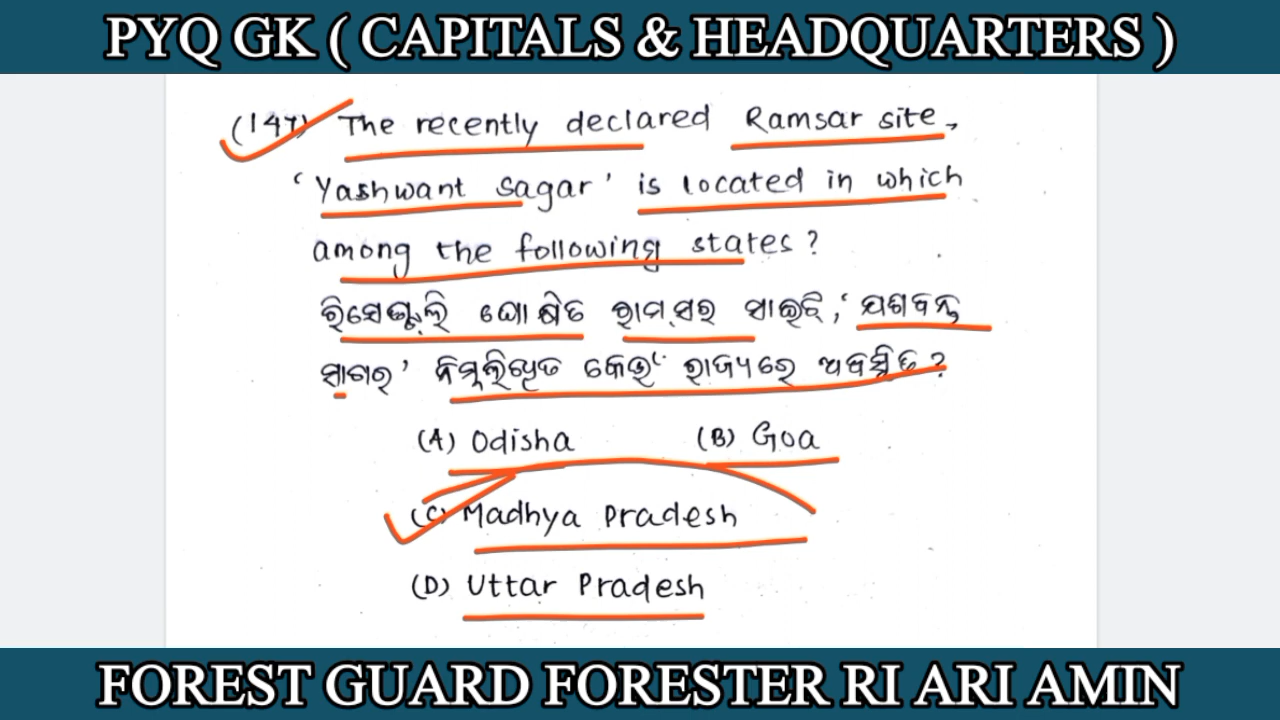 PYQ GK ( CAPITALS & HEADQUARTERS )
(147) The recently declared Ramsar site,
‘Yashwant sagar’ is located in which
among the following states?
ରିସେଣ୍ଟଲି ଘୋଷିତ ରାମସର ସାଇଟି, ‘ଯଶବନ୍ତ
ସାଗର’ ନିମ୍ନଲିଖିତ କେଉଁ ରାଜ୍ୟରେ ଅବସ୍ଥିତ?
(A) Odisha (B) Goa
(C) Madhya Pradesh
(D) Uttar Pradesh
FOREST GUARD FORESTER RI ARI AMIN